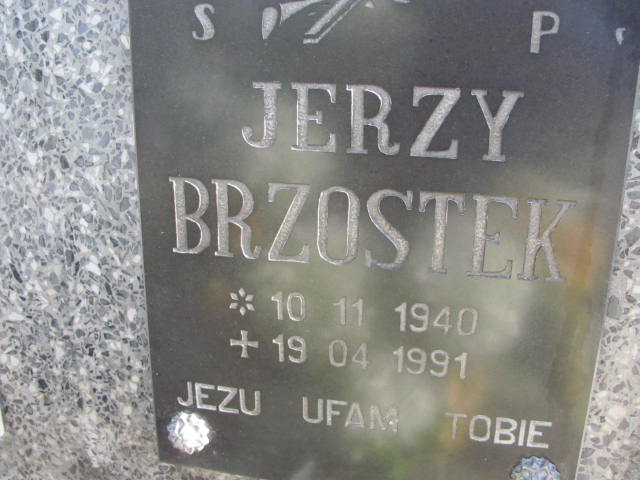 S P
JERZY
BRZOSTEK
* 10 11 1940
+ 19 04 1991
JEZU UFAM TOBIE